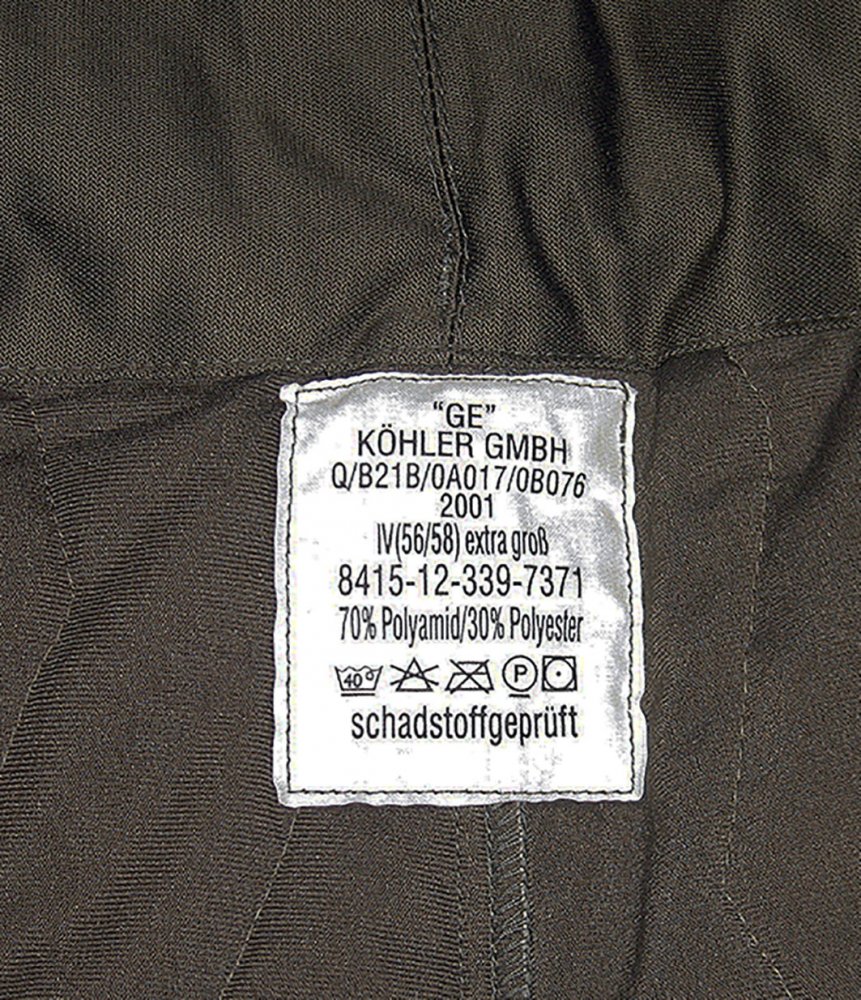 “GE”
KÖHLER GMBH
Q/B21B/0A017/0B076
2001
IV(56/58) extra groß
8415-12-339-7371
70% Polyamid/30% Polyester
40° P
schadstoffgeprüft